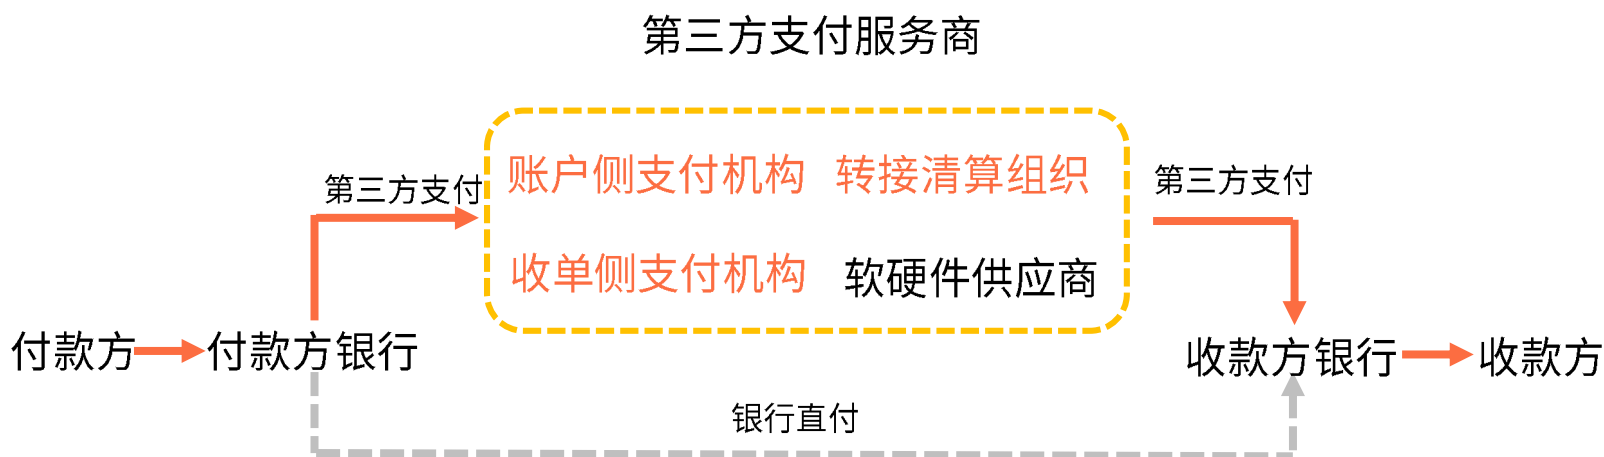 第三方支付服务商
账户侧支付机构 转接清算组织
第三方支付
第三方支付
收单侧支付机构 软硬件供应商
付款方
付款方银行
收款方银行
收款方
银行直付